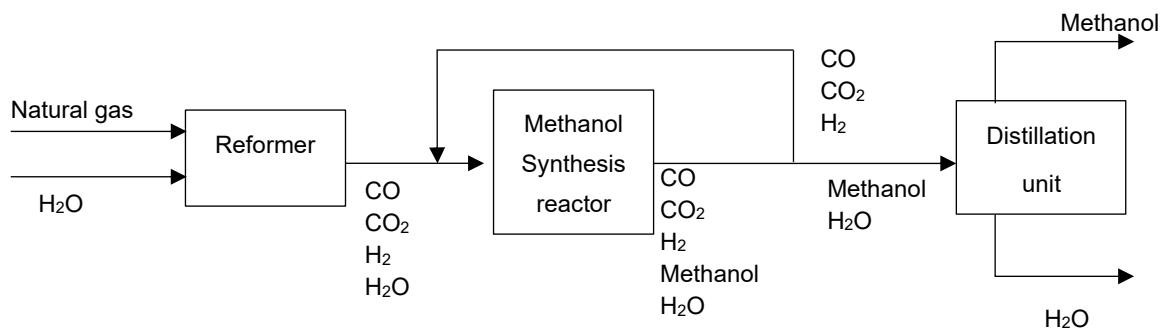 Natural gas
H₂O
Reformer
CO
CO₂
H₂
H₂O
Methanol
Synthesis
reactor
CO
CO₂
H₂
Methanol
H₂O
CO
CO₂
H₂
Methanol
H₂O
Distillation
unit
Methanol
H₂O